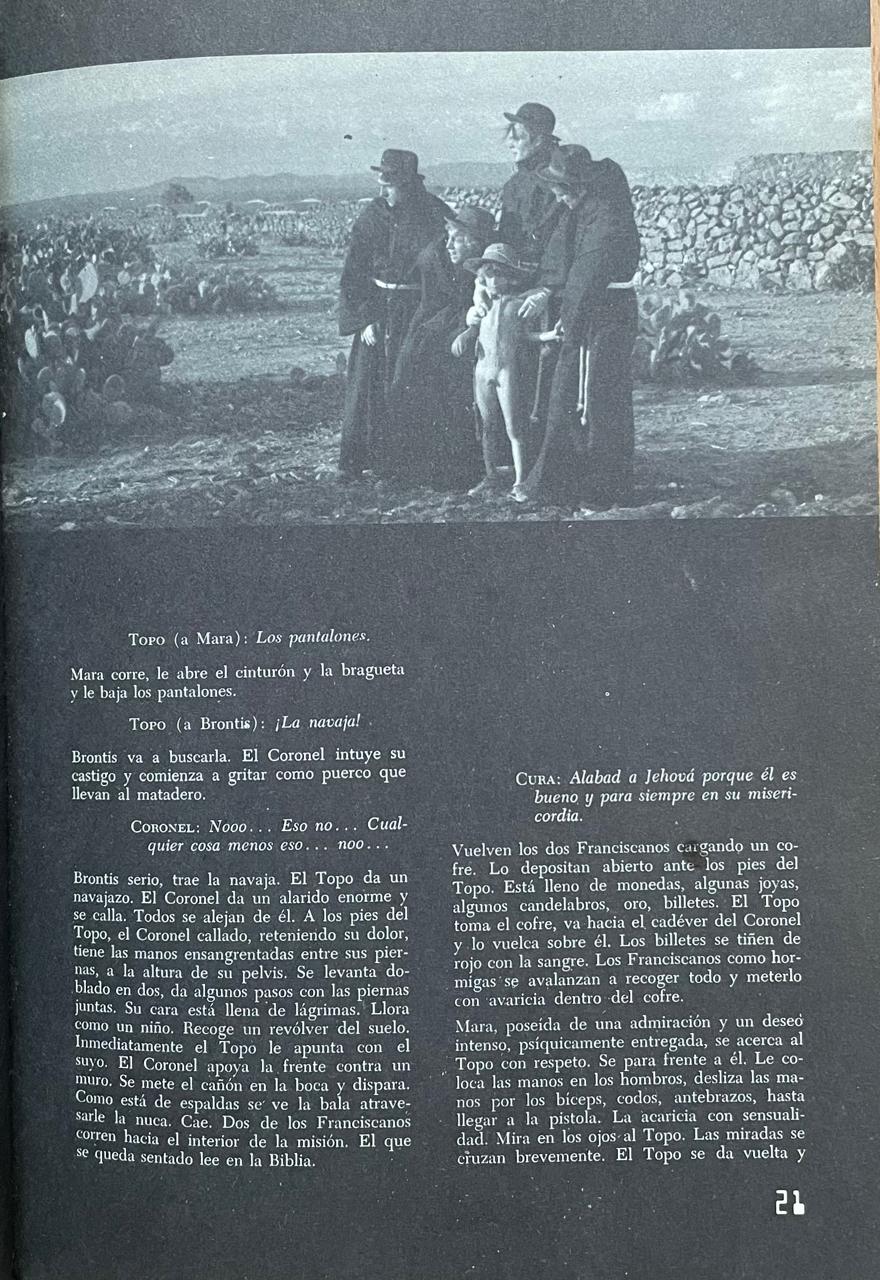 Topo (a Mara): Los pantalones.
Mara corre, le abre el cinturón y la bragueta
y le baja los pantalones.
Topo (a Brontis): ¡La navaja!
Brontis va a buscarla. El Coronel intuye su
castigo y comienza a gritar como puerco que
llevan al matadero.
Coronel: Nooo... Eso no... Cual-
quier cosa menos eso... noo...
Brontis serio, trae la navaja. El Topo da un
navajazo. El Coronel da un alarido enorme y
se calla. Todos se alejan de él. A los pies del
Topo, el Coronel callado, reteniendo su dolor,
tiene las manos ensangrentadas entre sus pier-
nas, a la altura de su pelvis. Se levanta do-
blado en dos, da algunos pasos con las piernas
juntas. Su cara está llena de lágrimas. Llora
como un niño. Recoge un revólver del suelo.
Inmediatamente el Topo le apunta con el
suyo. El Coronel apoya la frente contra un
muro. Se mete el cañón en la boca y dispara.
Como está de espaldas se ve la bala atrave-
sarle la nuca. Cae. Dos de los Franciscanos
corren hacia el interior de la misión. El que
se queda sentado lee en la Biblia.
Cura: Alabad a Jehová porque él es
bueno y para siempre en su miseri-
cordia.
Vuelven los dos Franciscanos cargando un co-
fre. Lo depositan abierto ante los pies del
Topo. Está lleno de monedas, algunas joyas,
algunos candelabros, oro, billetes. El Topo
toma el cofre, va hacia el cadéver del Coronel
y lo vuelca sobre él. Los billetes se tiñen de
rojo con la sangre. Los Franciscanos como hor-
migas se avalanzan a recoger todo y meterlo
con avaricia dentro del cofre.
Mara, poseída de una admiración y un deseo
intenso, psíquicamente entregada, se acerca al
Topo con respeto. Se para frente a él. Le co-
loca las manos en los hombros, desliza las ma-
nos por los bíceps, codos, antebrazos, hasta
llegar a la pistola. La acaricia con sensuali-
dad. Mira en los ojos al Topo. Las miradas se
cruzan brevemente. El Topo se da vuelta y
21